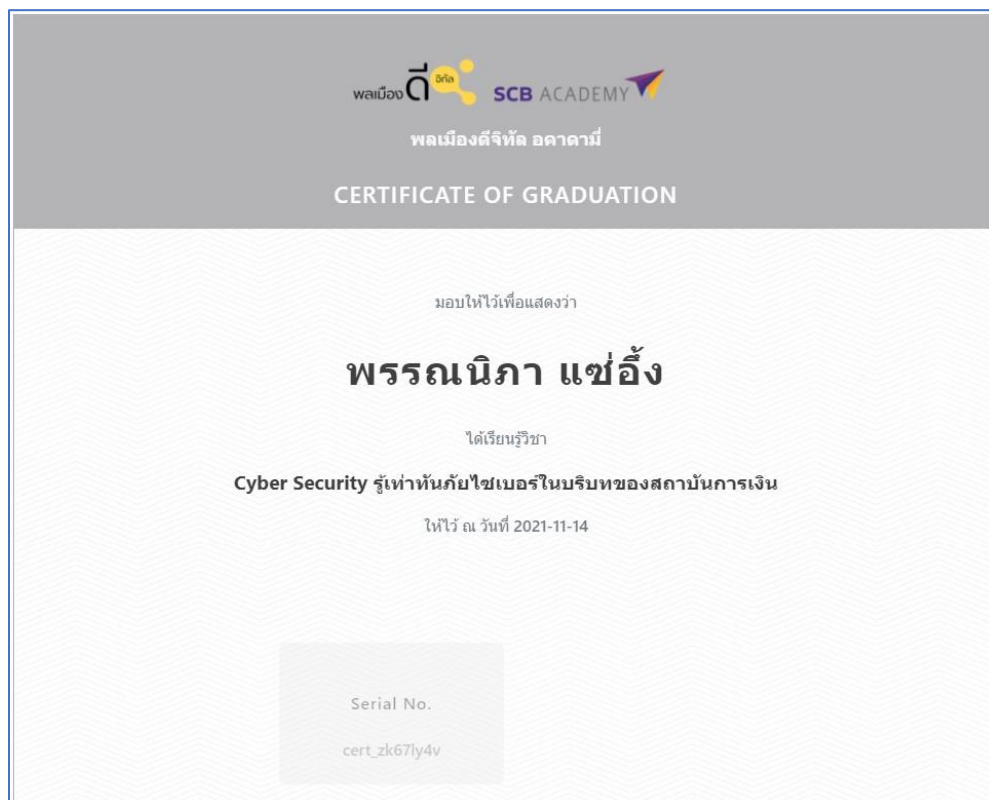 พลเมือง ดี อิทัล SCB ACADEMY
พลเมืองดีจิทัล อคาดามี่
CERTIFICATE OF GRADUATION
มอบให้ไว้เพื่อแสดงว่า
พรรณนิภา แซ่อึ้ง
ได้เรียนรู้วิชา
Cyber Security รู้เท่าทันภัยไซเบอร์ในบริบทของสถาบันการเงิน
ให้ไว้ ณ วันที่ 2021-11-14
Serial No.
cert_zk67ly4v